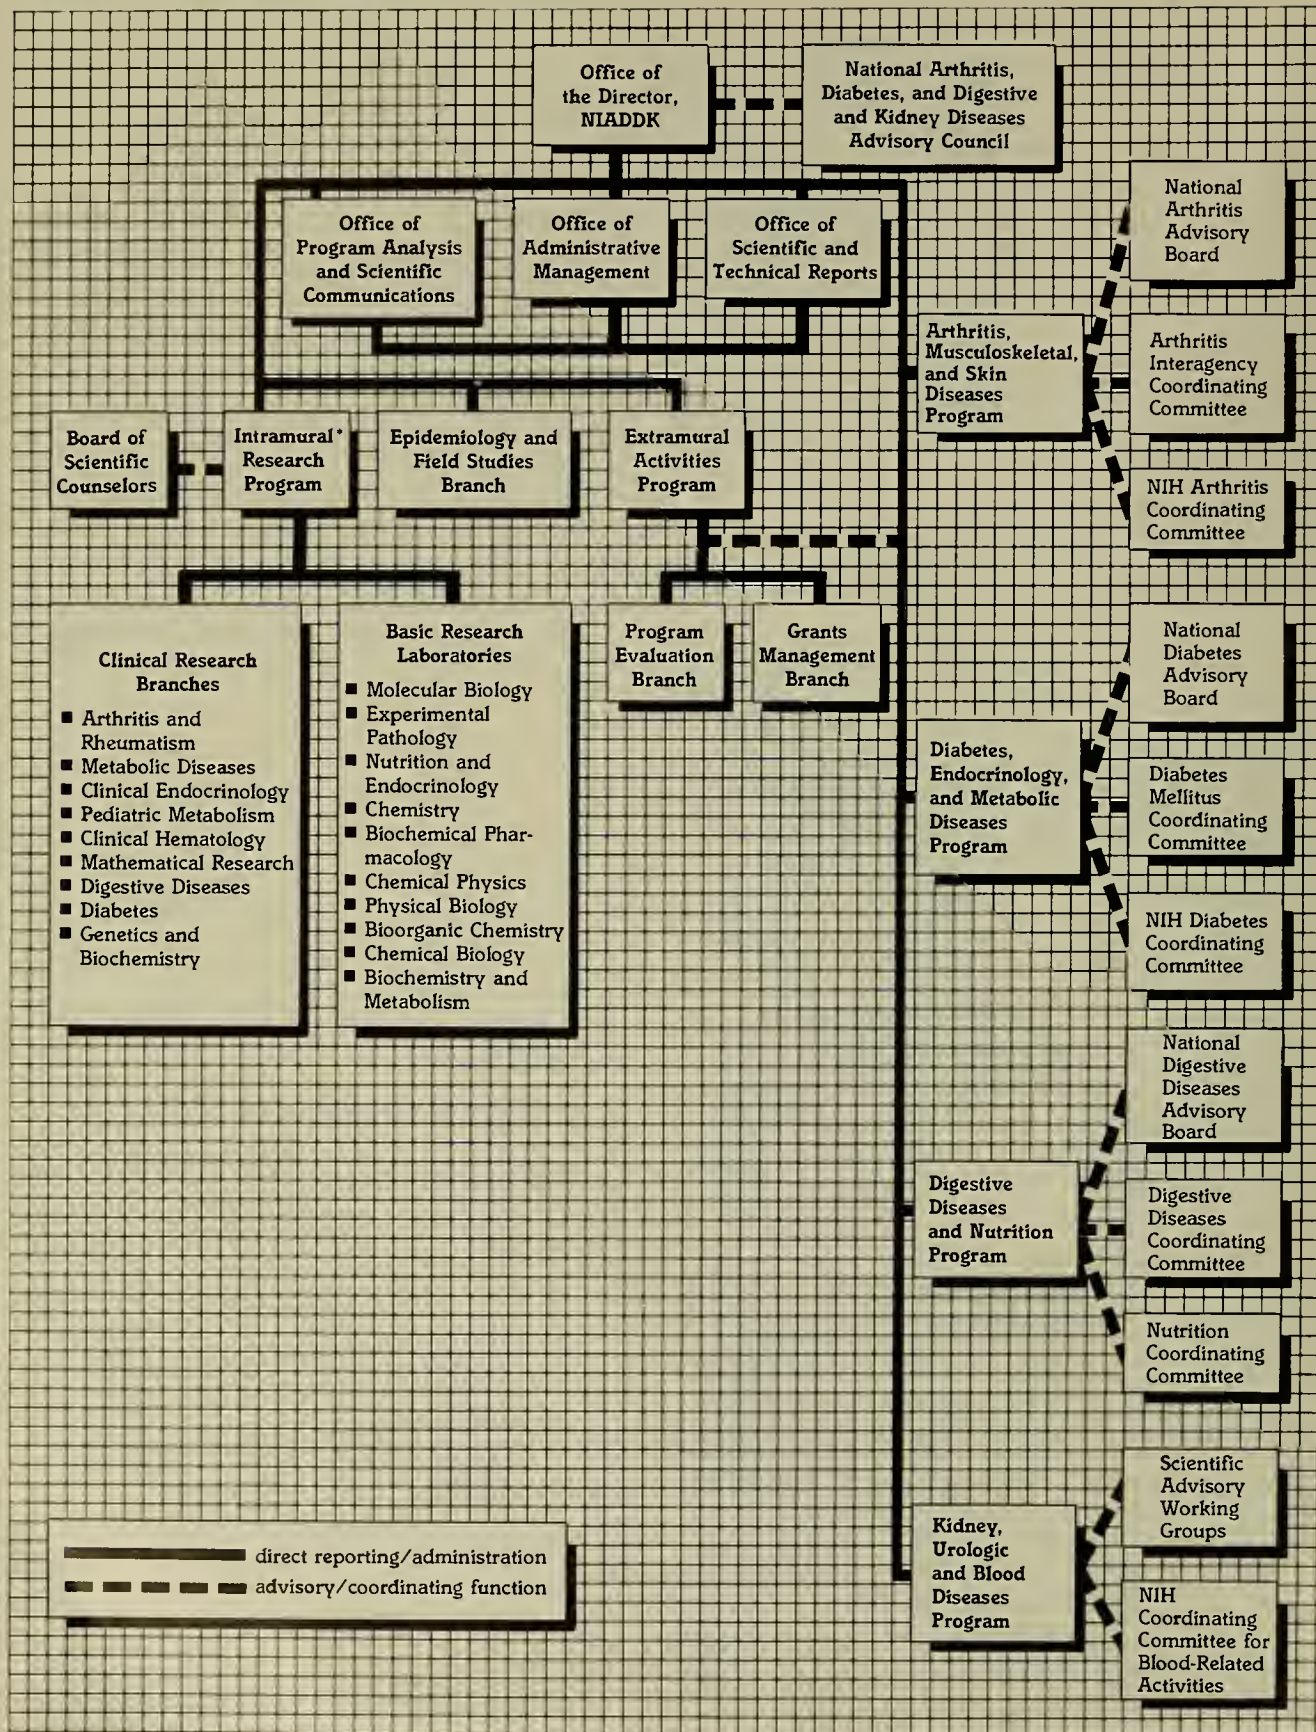 Office of
the Director,
NIADDK
National Arthritis,
Diabetes, and Digestive
and Kidney Diseases
Advisory Council
Office of
Program Analysis
and Scientific
Communications
Office of
Administrative
Management
Office of
Scientific and
Technical Reports
National
Arthritis
Advisory
Board
Arthritis,
Musculoskeletal,
and Skin
Diseases
Program
Arthritis
Interagency
Coordinating
Committee
NIH Arthritis
Coordinating
Committee
Board of
Scientific
Counselors
Intramural*
Research
Program
Epidemiology and
Field Studies
Branch
Extramural
Activities
Program
Clinical Research
Branches
■ Arthritis and
Rheumatism
■ Metabolic Diseases
■ Clinical Endocrinology
■ Pediatric Metabolism
■ Clinical Hematology
■ Mathematical Research
■ Digestive Diseases
■ Diabetes
■ Genetics and
Biochemistry
Basic Research
Laboratories
■ Molecular Biology
■ Experimental
Pathology
■ Nutrition and
Endocrinology
■ Chemistry
■ Biochemical Phar-
macology
■ Chemical Physics
■ Physical Biology
■ Bioorganic Chemistry
■ Chemical Biology
■ Biochemistry and
Metabolism
Program
Evaluation
Branch
Grants
Management
Branch
National
Diabetes
Advisory
Board
Diabetes,
Endocrinology,
and Metabolic
Diseases
Program
Diabetes
Mellitus
Coordinating
Committee
NIH Diabetes
Coordinating
Committee
National
Digestive
Diseases
Advisory
Board
Digestive
Diseases
and Nutrition
Program
Digestive
Diseases
Coordinating
Committee
Nutrition
Coordinating
Committee
Scientific
Advisory
Working
Groups
Kidney,
Urologic
and Blood
Diseases
Program
NIH
Coordinating
Committee for
Blood-Related
Activities
direct reporting/administration
advisory/coordinating function